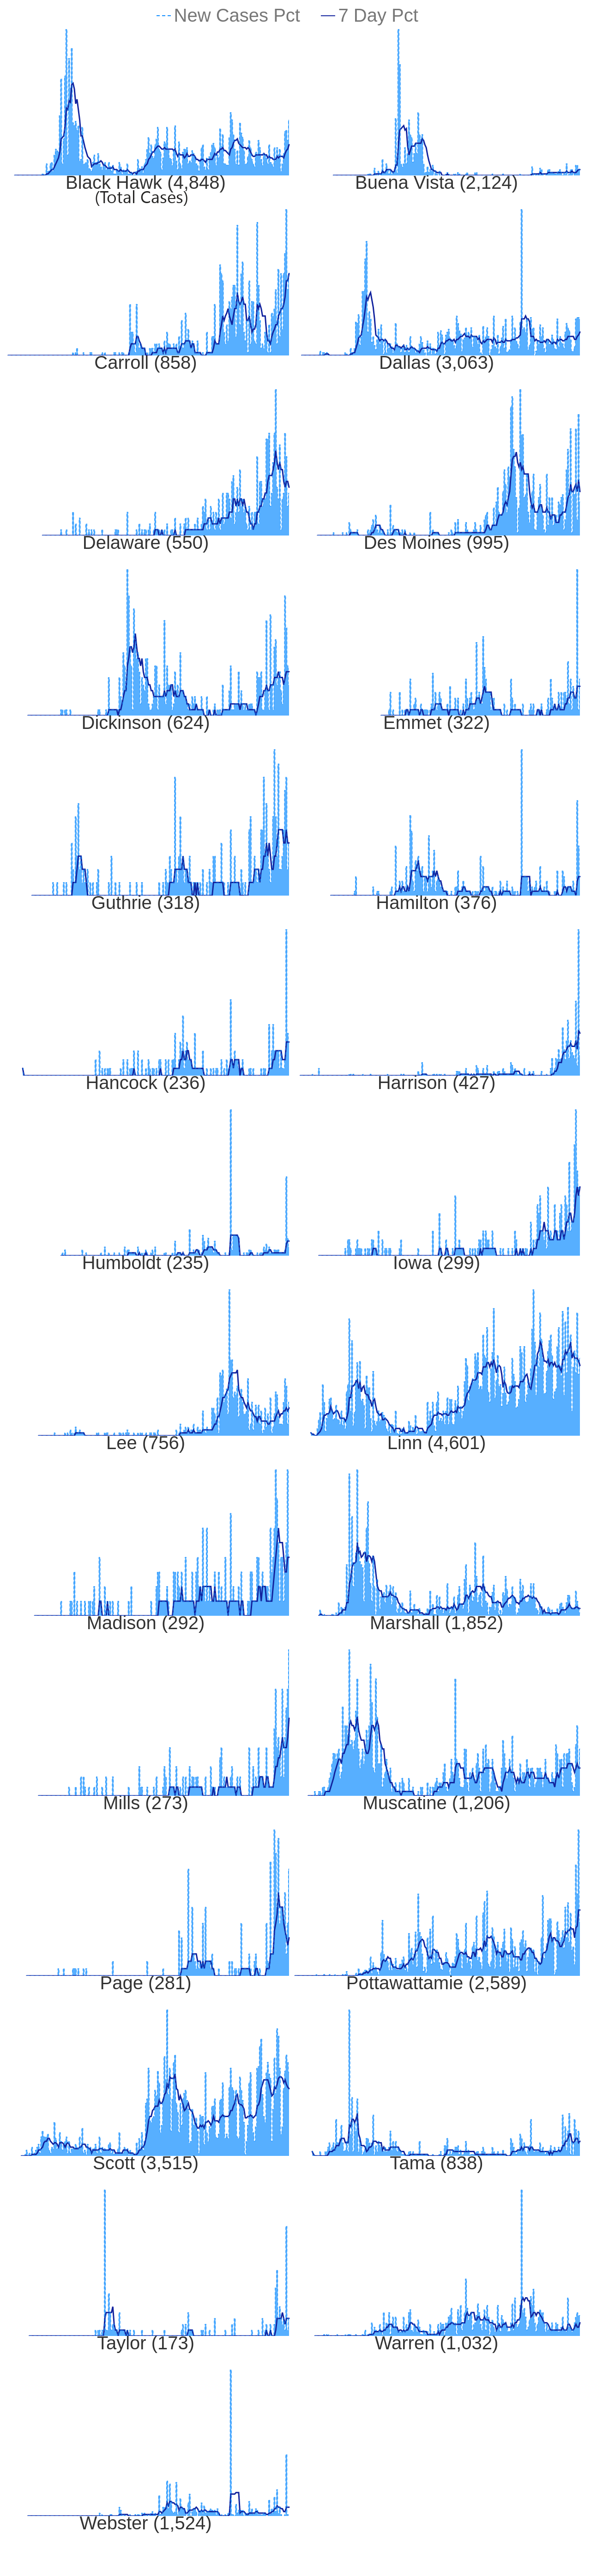 New Cases Pct 7 Day Pct
Black Hawk (4,848) Buena Vista (2,124)
(Total Cases)
Carroll (858) Dallas (3,063)
Delaware (550) Des Moines (995)
Dickinson (624) Emmet (322)
Guthrie (318) Hamilton (376)
Hancock (236) Harrison (427)
Humboldt (235) Iowa (299)
Lee (756) Linn (4,601)
Madison (292) Marshall (1,852)
Mills (273) Muscatine (1,206)
Page (281) Pottawattamie (2,589)
Scott (3,515) Tama (838)
Taylor (173) Warren (1,032)
Webster (1,524)